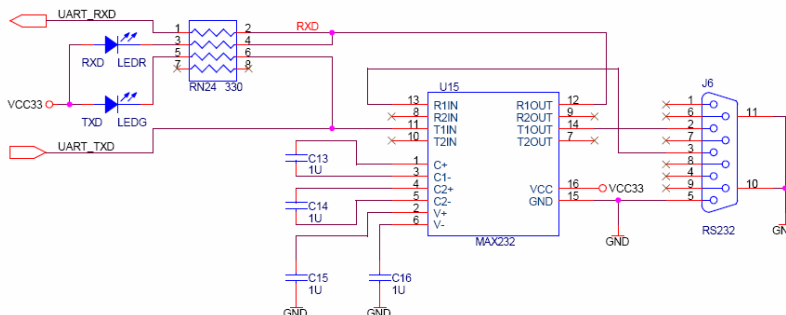 UART_RXD
1 2 RXD
3 4
5 6
7 8
RXD LEDR
RN24 330
VCC33
TXD LEDG
UART_TXD
U15
13 R1IN R1OUT 12
8 R2IN R2OUT 9
11 T1IN T1OUT 14
10 T2IN T2OUT 7
1 C+
3 C1-
4 C2+
5 C2-
2 V+
6 V-
VCC 16 VCC33
GND 15
MAX232
C13
1U
C14
1U
C15
1U
C16
1U
GND
GND
GND
J6
1
6
2
7
3
8
4
9
5
11
10
RS232
GN